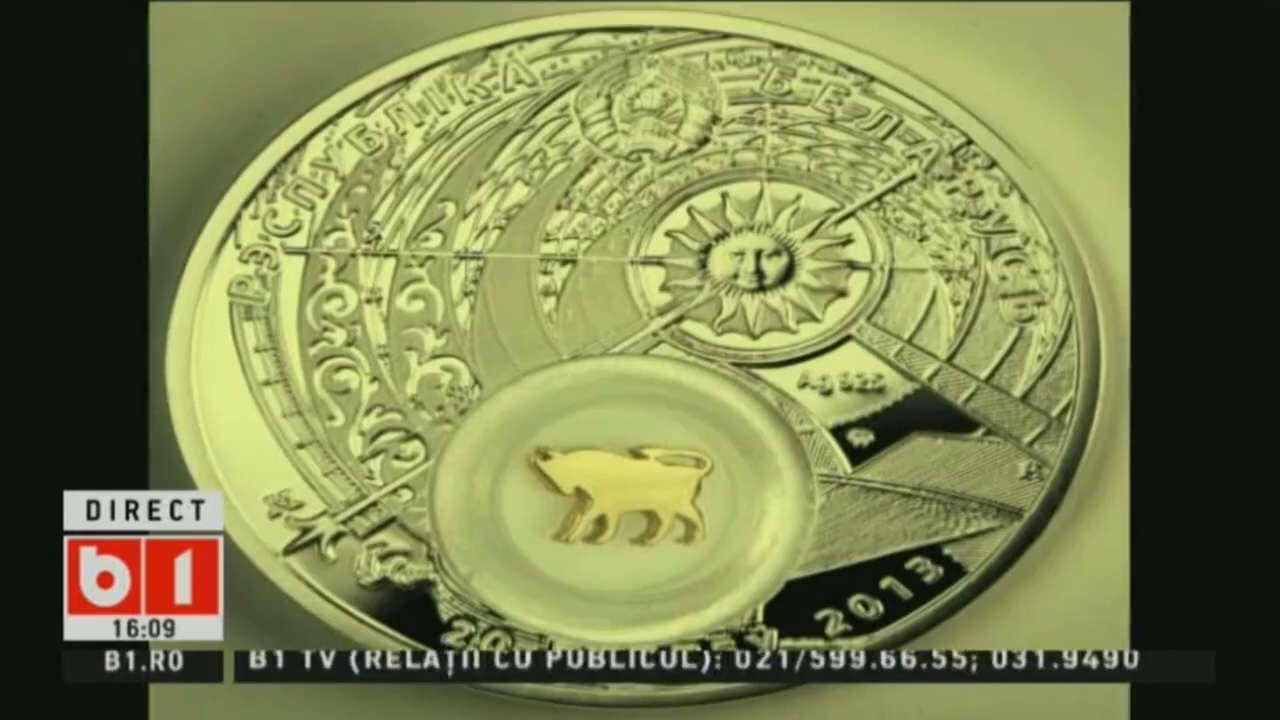 РЭСПУБЛІКА БЕЛАРУСЬ
Ag 925
2013
DIRECT
b1
16:09
B1.RO
B1 TV (RELAȚII CU PUBLICUL): 021/599.66.55; 031.9490